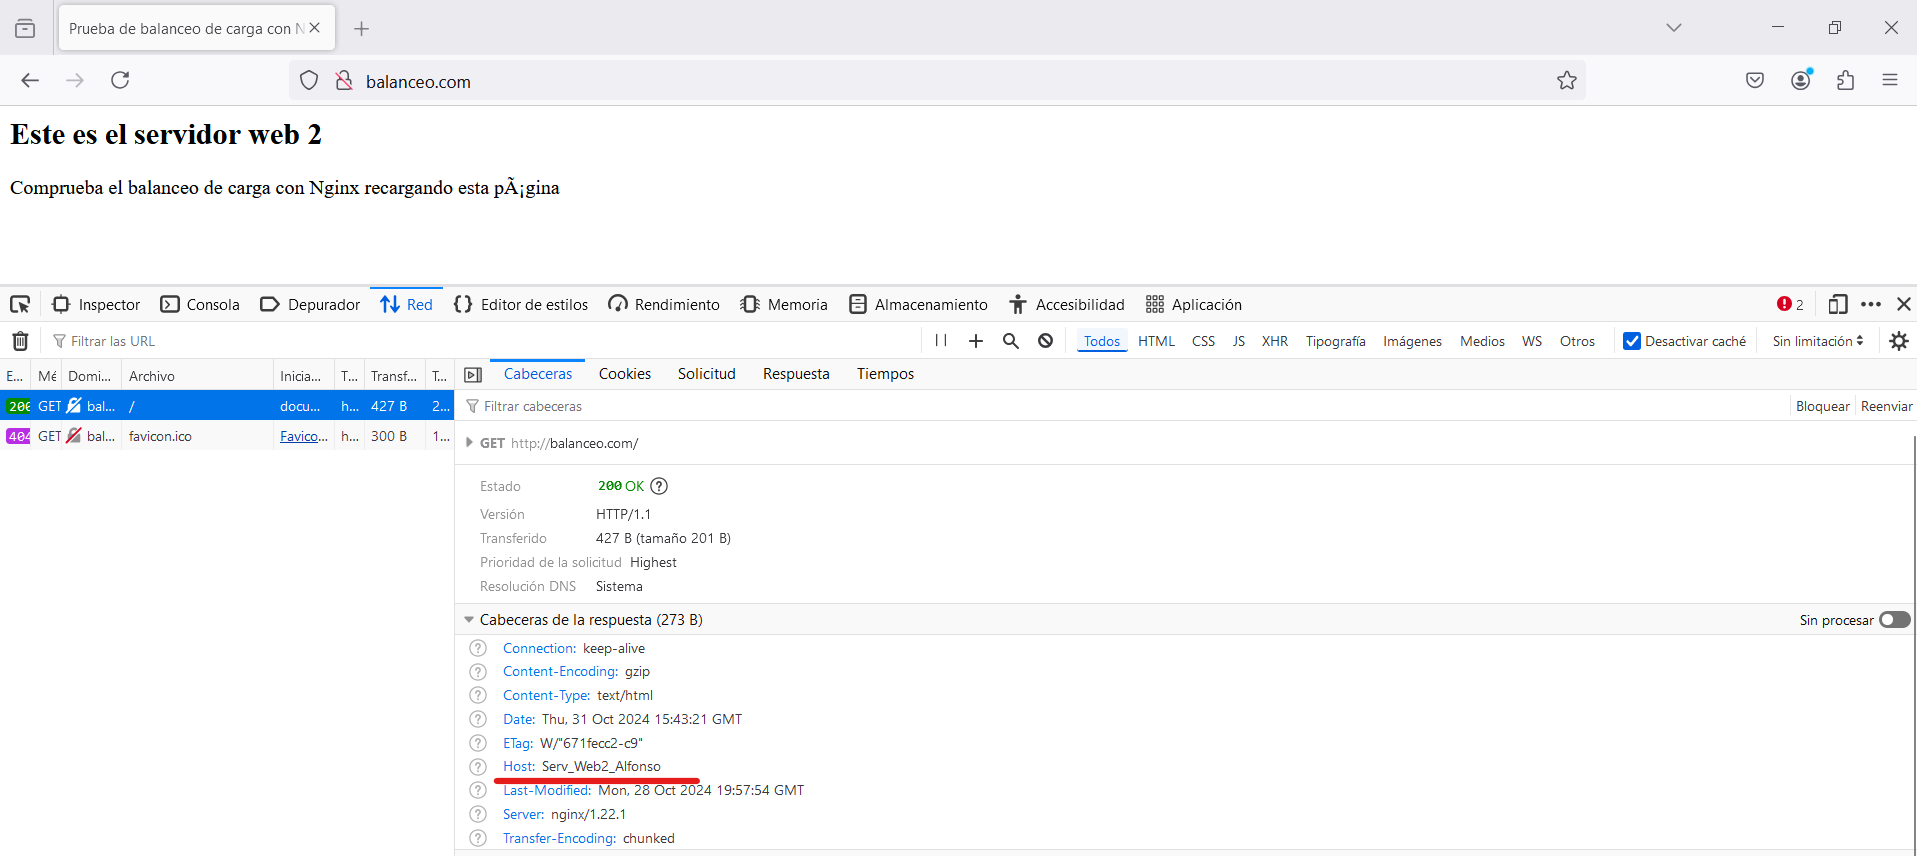 Prueba de balanceo de carga con N
balanceo.com
Este es el servidor web 2
Comprueba el balanceo de carga con Nginx recargando esta pÃ¡gina
Inspector Consola Depurador Red Editor de estilos Rendimiento Memoria Almacenamiento Accesibilidad Aplicación 2
Filtrar las URL Todos HTML CSS JS XHR Tipografía Imágenes Medios WS Otros Desactivar caché Sin limitación
E... Mé Domi... Archivo Inicia... T... Transf... T... Cabeceras Cookies Solicitud Respuesta Tiempos
200 GET bal... / docu... h... 427 B 2... Filtrar cabeceras Bloquear Reenviar
404 GET bal... favicon.ico Favico... h... 300 B 1...
GET http://balanceo.com/
Estado 200 OK
Versión HTTP/1.1
Transferido 427 B (tamaño 201 B)
Prioridad de la solicitud Highest
Resolución DNS Sistema
Cabeceras de la respuesta (273 B) Sin procesar
Connection: keep-alive
Content-Encoding: gzip
Content-Type: text/html
Date: Thu, 31 Oct 2024 15:43:21 GMT
ETag: W/"671fecc2-c9"
Host: Serv_Web2_Alfonso
Last-Modified: Mon, 28 Oct 2024 19:57:54 GMT
Server: nginx/1.22.1
Transfer-Encoding: chunked